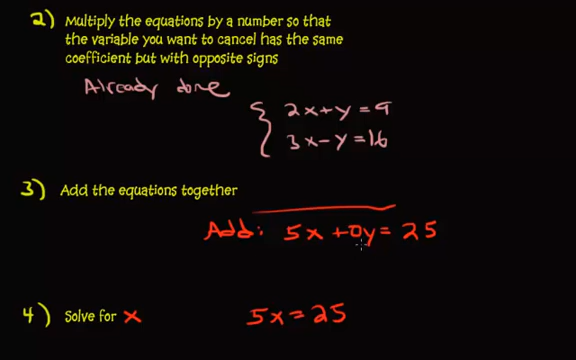 2) Multiply the equations by a number so that
the variable you want to cancel has the same
coefficient but with opposite signs
Already done
2x+y=9
3x-y=16
3) Add the equations together
Add: 5x +0y= 25
4) Solve for x 5x=25